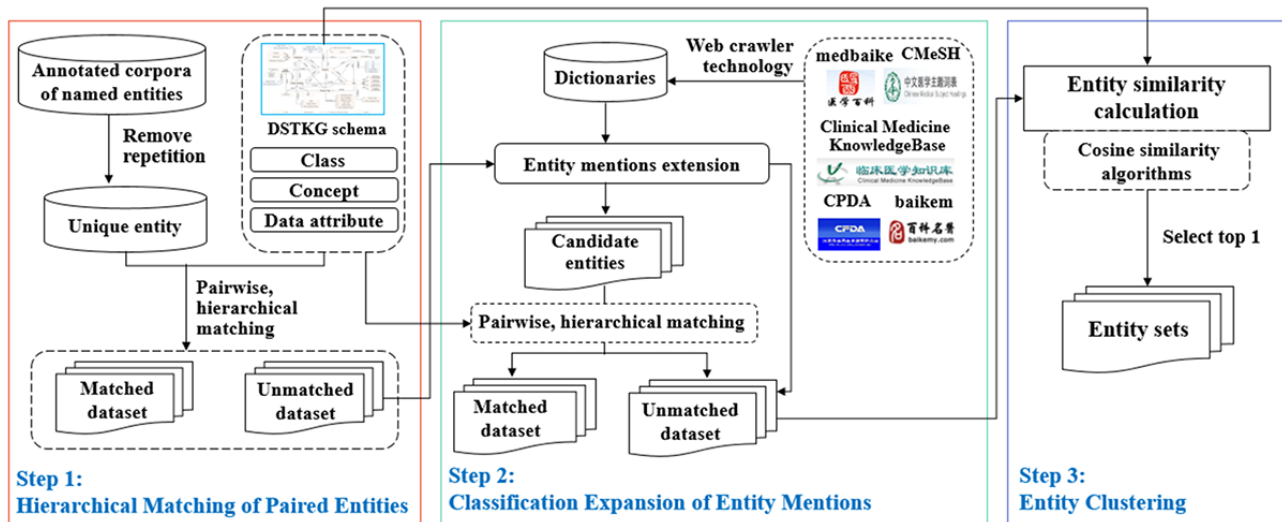 Annotated corpora
of named entities
Remove
repetition
Unique entity
DSTKG schema
Class
Concept
Data attribute
Pairwise,
hierarchical
matching
Matched
dataset
Unmatched
dataset
Step 1:
Hierarchical Matching of Paired Entities
Dictionaries
Web crawler
technology
medbaike CMeSH
医学百科
中文医学主题词表
Chinese Medical Subject Headings
Clinical Medicine
KnowledgeBase
临床医学知识库
Clinical Medicine KnowledgeBase
CPDA baikem
CFDA
百科名医
baikemy.com
Entity mentions extension
Candidate
entities
Pairwise, hierarchical matching
Matched
dataset
Unmatched
dataset
Step 2:
Classification Expansion of Entity Mentions
Entity similarity
calculation
Cosine similarity
algorithms
Select top 1
Entity sets
Step 3:
Entity Clustering